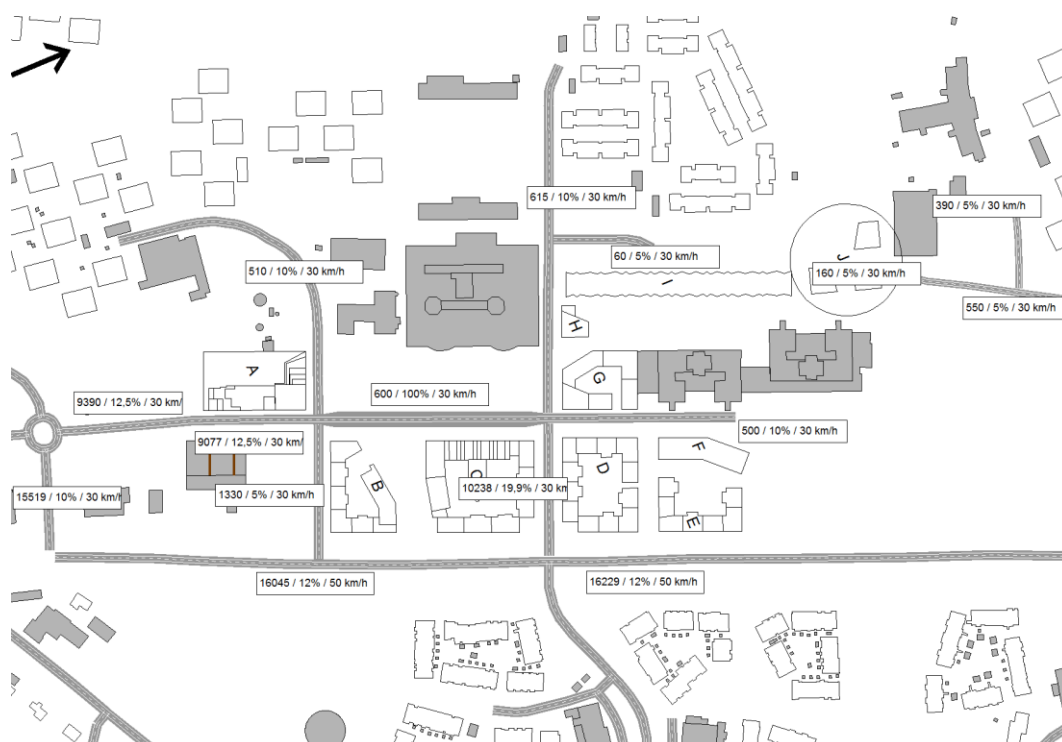 615 / 10% / 30 km/h
390 / 5% / 30 km/h
60 / 5% / 30 km/h
J
510 / 10% / 30 km/h
160 / 5% / 30 km/h
I
550 / 5% / 30 km/h
H
A
G
600 / 100% / 30 km/h
9390 / 12,5% / 30 km/
500 / 10% / 30 km/h
9077 / 12,5% / 30 km/
F
D
C
B
10238 / 19,9% / 30 km
15519 / 10% / 30 km/h
1330 / 5% / 30 km/h
E
16045 / 12% / 50 km/h
16229 / 12% / 50 km/h